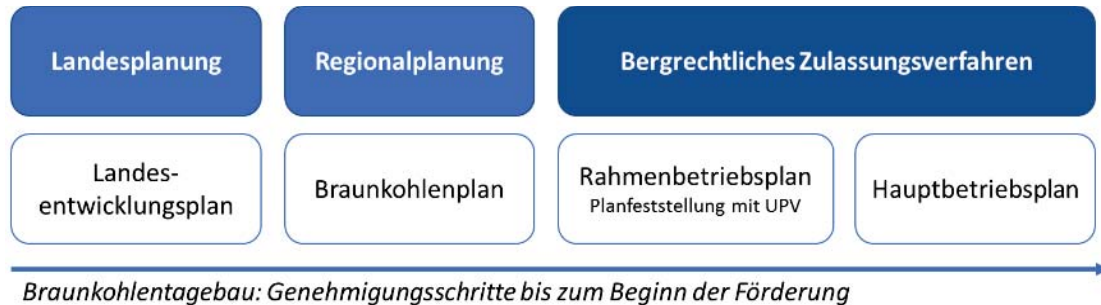 Landesplanung
Regionalplanung
Bergrechtliches Zulassungsverfahren
Landes-
entwicklungsplan
Braunkohlenplan
Rahmenbetriebsplan
Planfeststellung mit UPV
Hauptbetriebsplan
Braunkohlentagebau: Genehmigungsschritte bis zum Beginn der Förderung